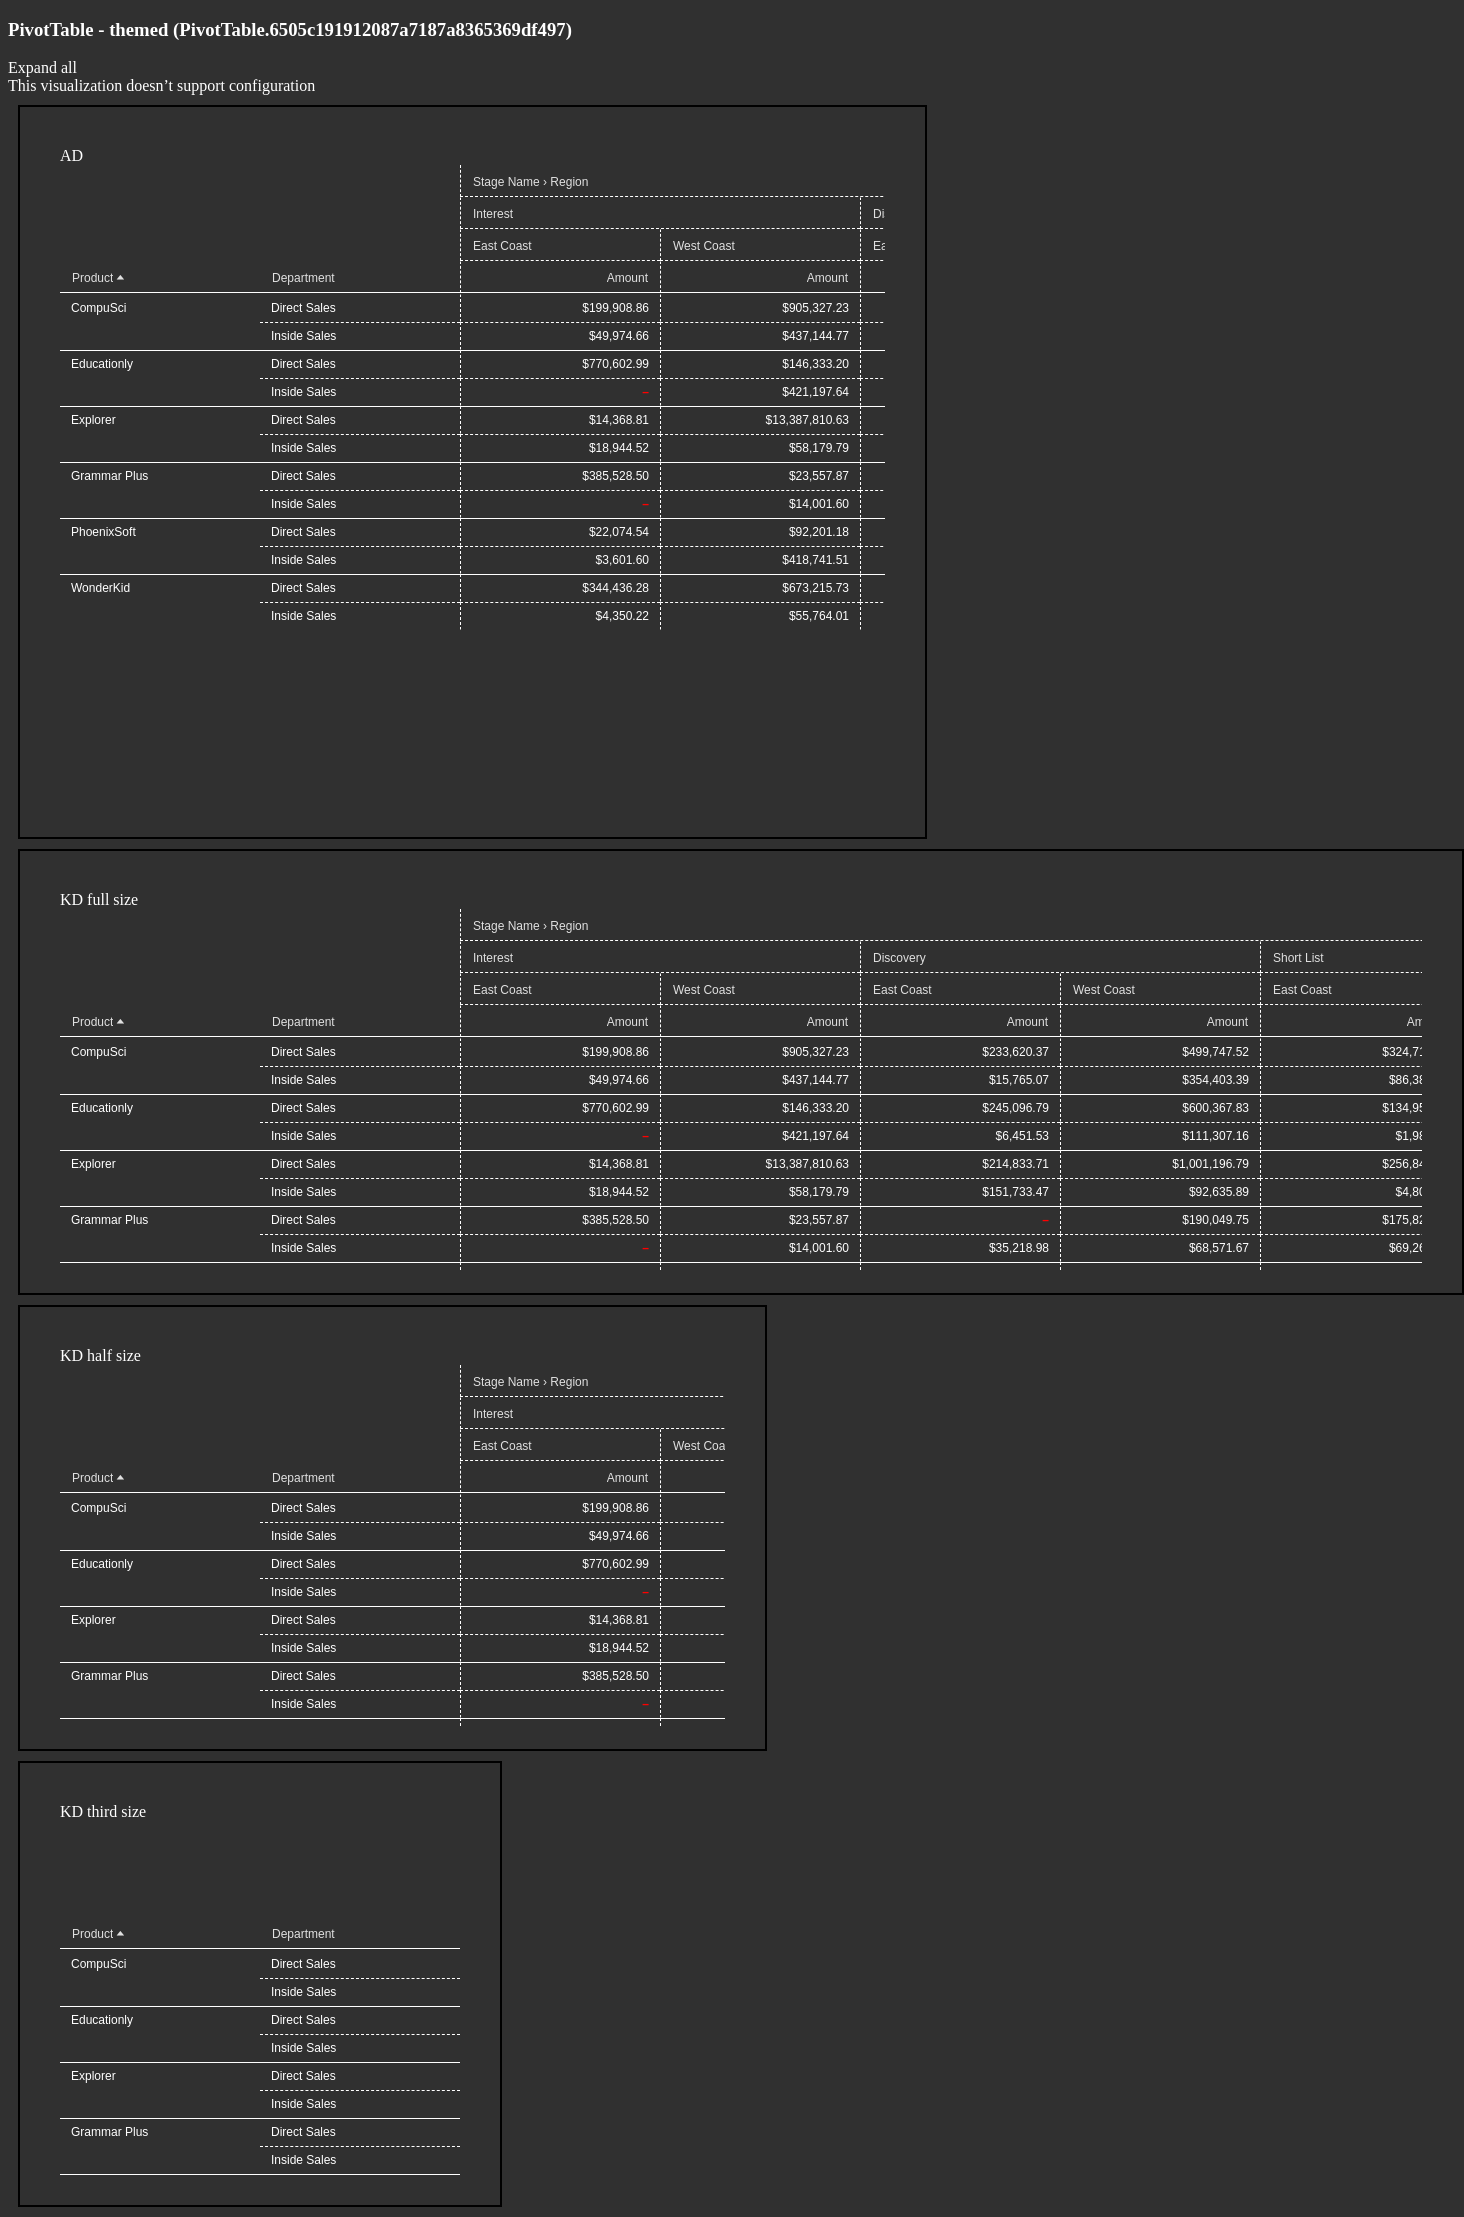 PivotTable - themed (PivotTable.6505c191912087a7187a8365369df497)
Expand all
This visualization doesn’t support configuration
AD
Stage Name › Region
Interest Di
East Coast West Coast Ea
Product Department Amount Amount
CompuSci Direct Sales $199,908.86 $905,327.23
Inside Sales $49,974.66 $437,144.77
Educationly Direct Sales $770,602.99 $146,333.20
Inside Sales – $421,197.64
Explorer Direct Sales $14,368.81 $13,387,810.63
Inside Sales $18,944.52 $58,179.79
Grammar Plus Direct Sales $385,528.50 $23,557.87
Inside Sales – $14,001.60
PhoenixSoft Direct Sales $22,074.54 $92,201.18
Inside Sales $3,601.60 $418,741.51
WonderKid Direct Sales $344,436.28 $673,215.73
Inside Sales $4,350.22 $55,764.01
KD full size
Stage Name › Region
Interest Discovery Short List
East Coast West Coast East Coast West Coast East Coast
Product Department Amount Amount Amount Amount Am
CompuSci Direct Sales $199,908.86 $905,327.23 $233,620.37 $499,747.52 $324,71
Inside Sales $49,974.66 $437,144.77 $15,765.07 $354,403.39 $86,38
Educationly Direct Sales $770,602.99 $146,333.20 $245,096.79 $600,367.83 $134,95
Inside Sales – $421,197.64 $6,451.53 $111,307.16 $1,98
Explorer Direct Sales $14,368.81 $13,387,810.63 $214,833.71 $1,001,196.79 $256,84
Inside Sales $18,944.52 $58,179.79 $151,733.47 $92,635.89 $4,80
Grammar Plus Direct Sales $385,528.50 $23,557.87 – $190,049.75 $175,82
Inside Sales – $14,001.60 $35,218.98 $68,571.67 $69,26
KD half size
Stage Name › Region
Interest
East Coast West Coa
Product Department Amount
CompuSci Direct Sales $199,908.86
Inside Sales $49,974.66
Educationly Direct Sales $770,602.99
Inside Sales –
Explorer Direct Sales $14,368.81
Inside Sales $18,944.52
Grammar Plus Direct Sales $385,528.50
Inside Sales –
KD third size
Product Department
CompuSci Direct Sales
Inside Sales
Educationly Direct Sales
Inside Sales
Explorer Direct Sales
Inside Sales
Grammar Plus Direct Sales
Inside Sales